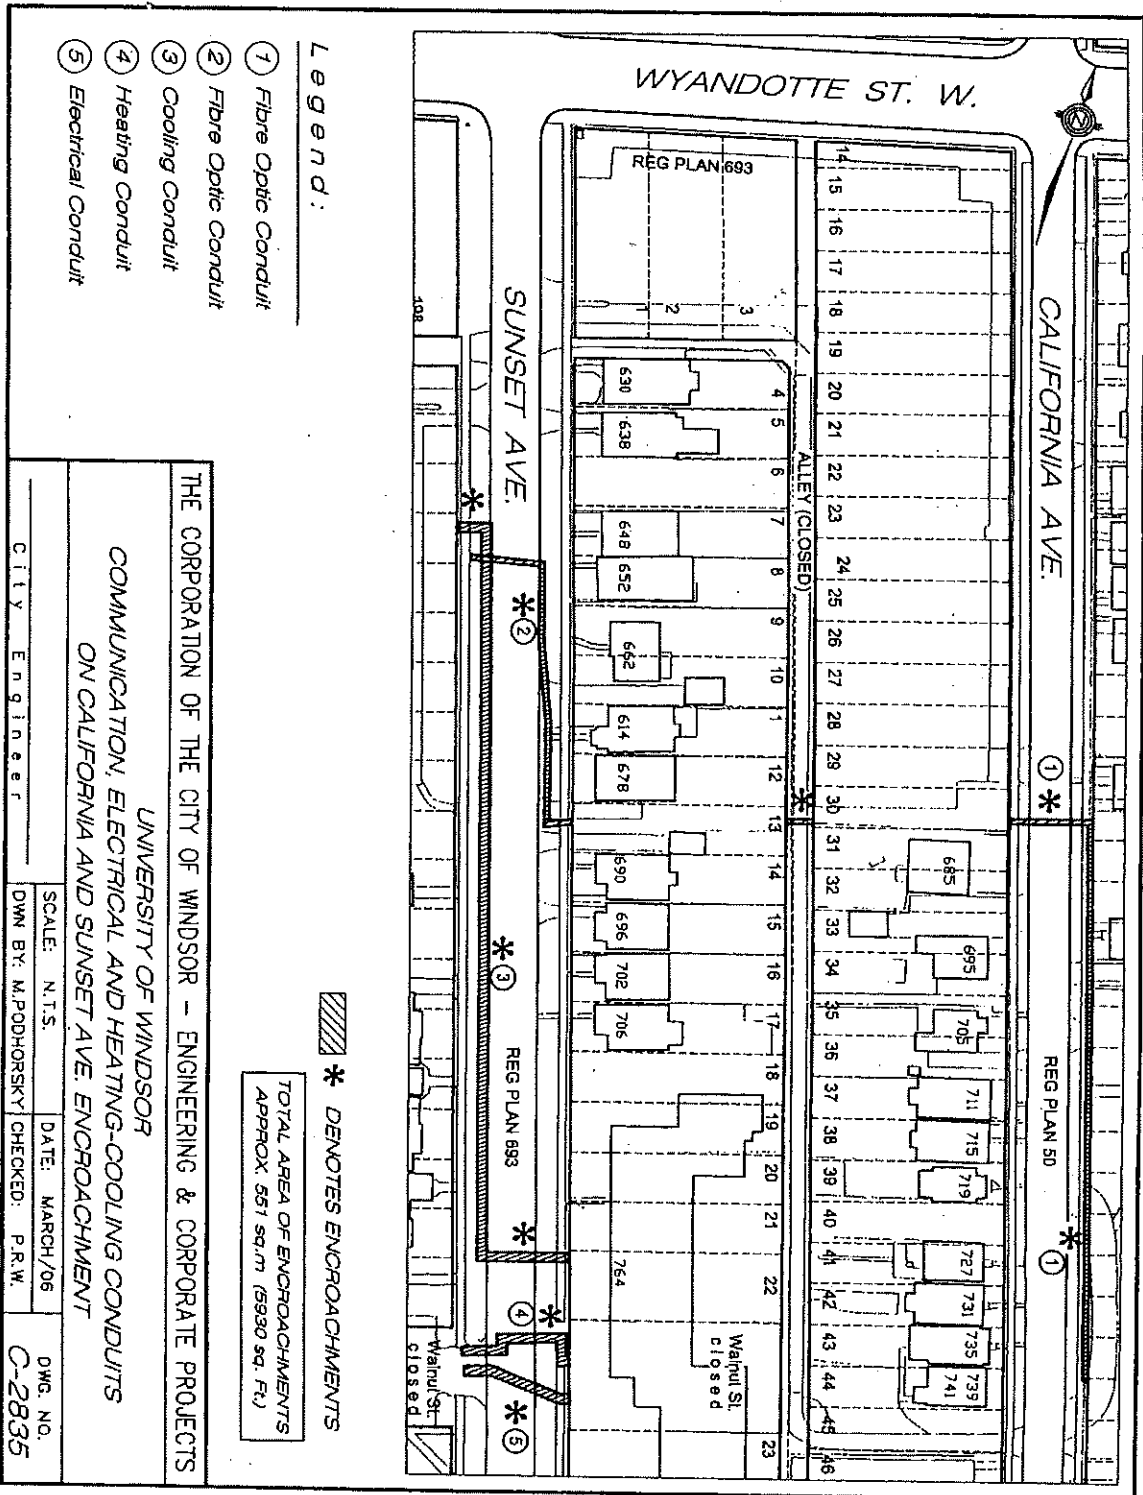 WYANDOTTE ST. W.
N
CALIFORNIA AVE.
REG PLAN 50
1
1
685
695
705
711
715
719
727
731
735
739
741
14
15
16
17
18
19
20
21
22
23
24
25
26
27
28
29
30
31
32
33
34
35
36
37
38
39
40
41
42
43
44
45
46
ALLEY (CLOSED)
REG PLAN 693
1
2
3
4
5
6
7
8
9
10
1
12
13
14
15
16
17
18
19
20
21
22
23
630
638
648
652
662
614
678
690
696
702
706
764
Walnut St.
closed
SUNSET AVE.
REG PLAN 693
2
3
4
5
Walnut St.
closed
Legend:
1 Fibre Optic Conduit
2 Fibre Optic Conduit
3 Cooling Conduit
4 Heating Conduit
5 Electrical Conduit
* DENOTES ENCROACHMENTS
TOTAL AREA OF ENCROACHMENTS
APPROX. 551 sq.m (5930 sq. Ft.)
THE CORPORATION OF THE CITY OF WINDSOR - ENGINEERING & CORPORATE PROJECTS
UNIVERSITY OF WINDSOR
COMMUNICATION, ELECTRICAL AND HEATING-COOLING CONDUITS
ON CALIFORNIA AND SUNSET AVE. ENCROACHMENT
City Engineer
SCALE: N.T.S.
DATE: MARCH/06
DWN BY: M.PODHORSKY
CHECKED: P.R.W.
DWG. NO.
C-2835